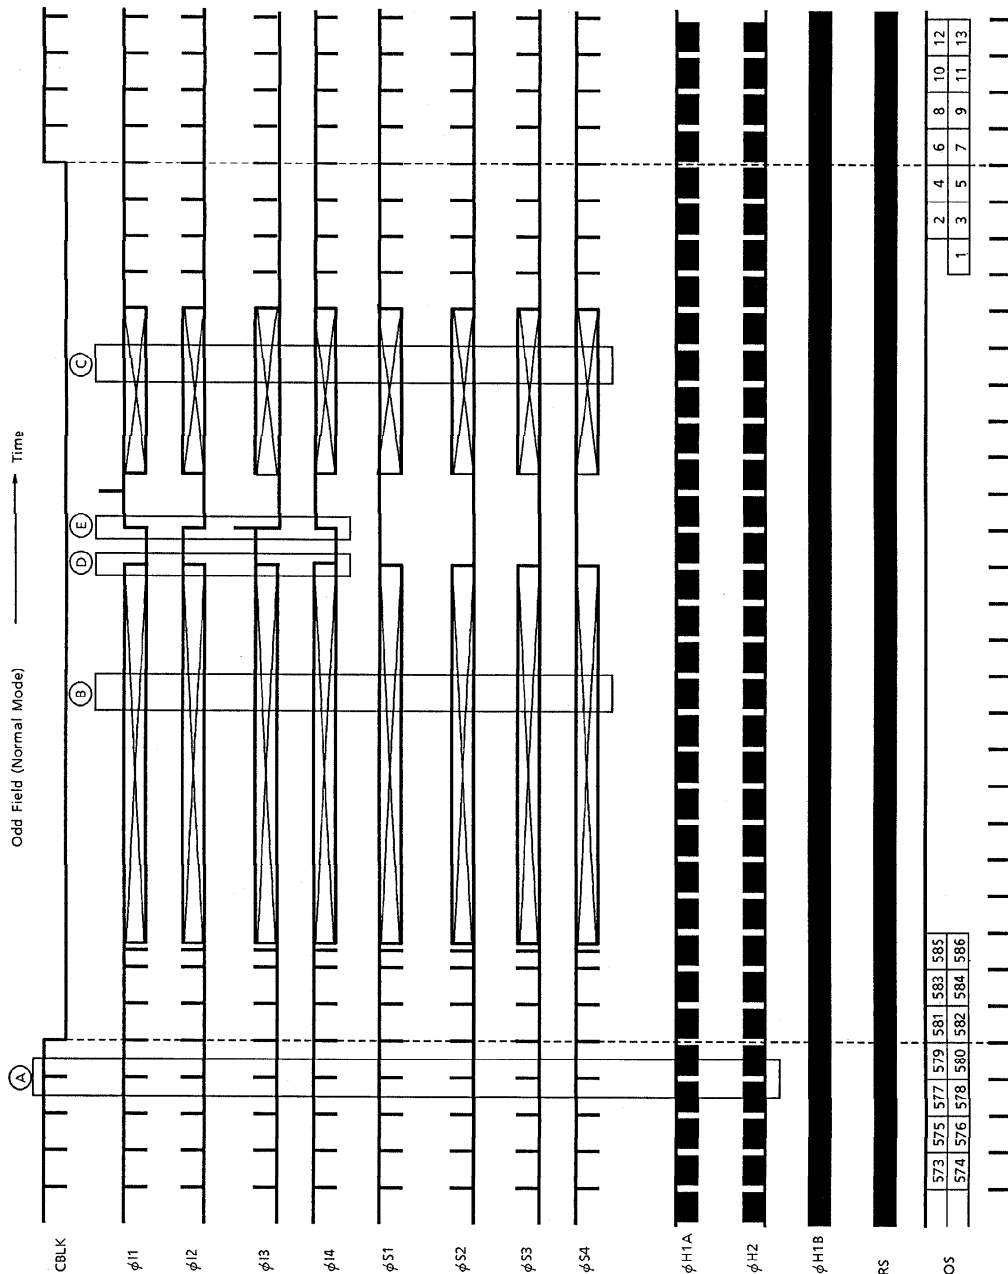 Odd Field (Normal Mode) Time
A
CBLK
B D E C
φI1
φI2
φI3
φI4
φS1
φS2
φS3
φS4
φH1A
φH2
φH1B
RS
OS
573 575 577 579 581 583 585 2 4 6 8 10 12
574 576 578 580 582 584 586 1 3 5 7 9 11 13